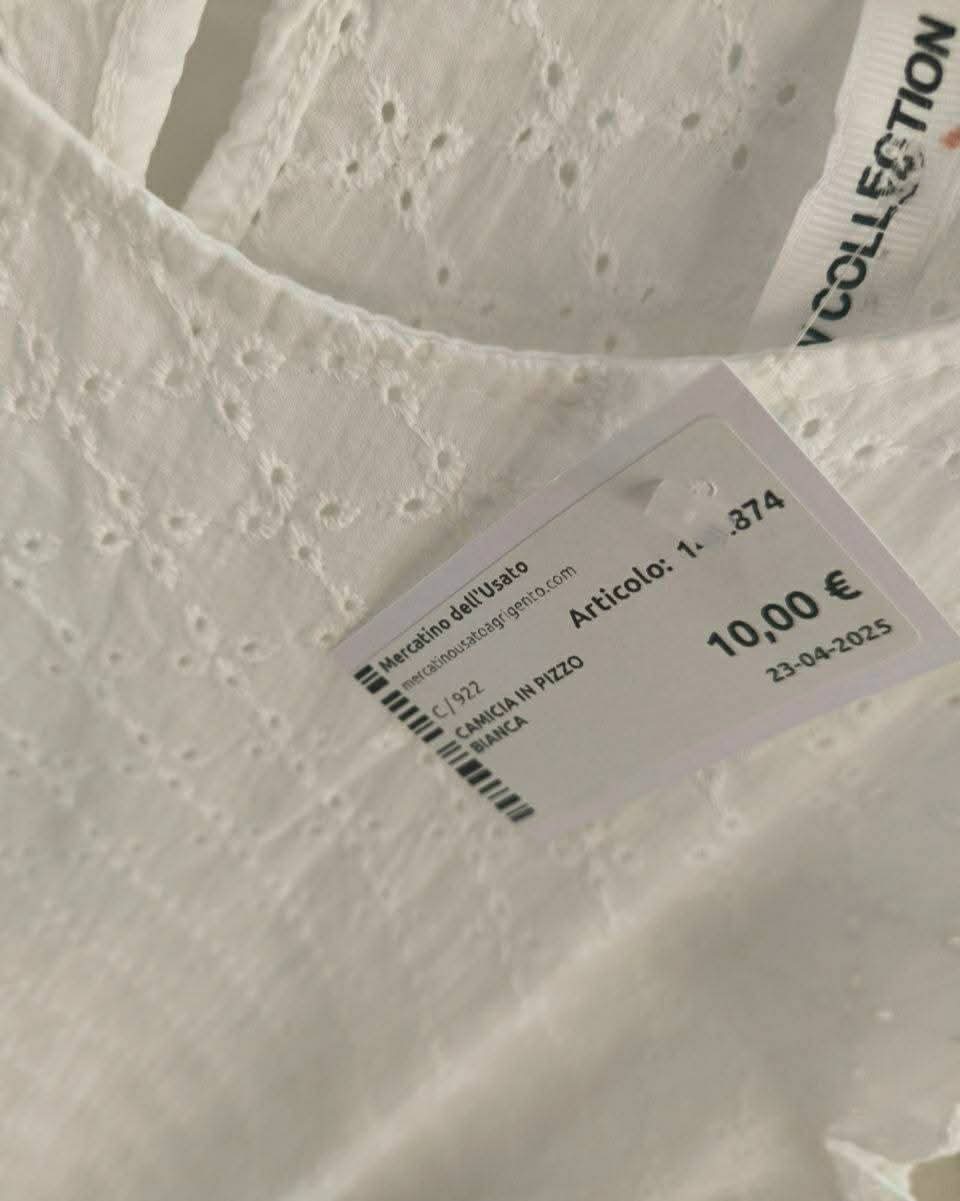 COLLECTION
Mercatino dell'Usato
mercatinousatoagrigento.com
Articolo:
10,00 €
23-04-2025
C/922
CAMICIA IN PIZZO
BIANCA